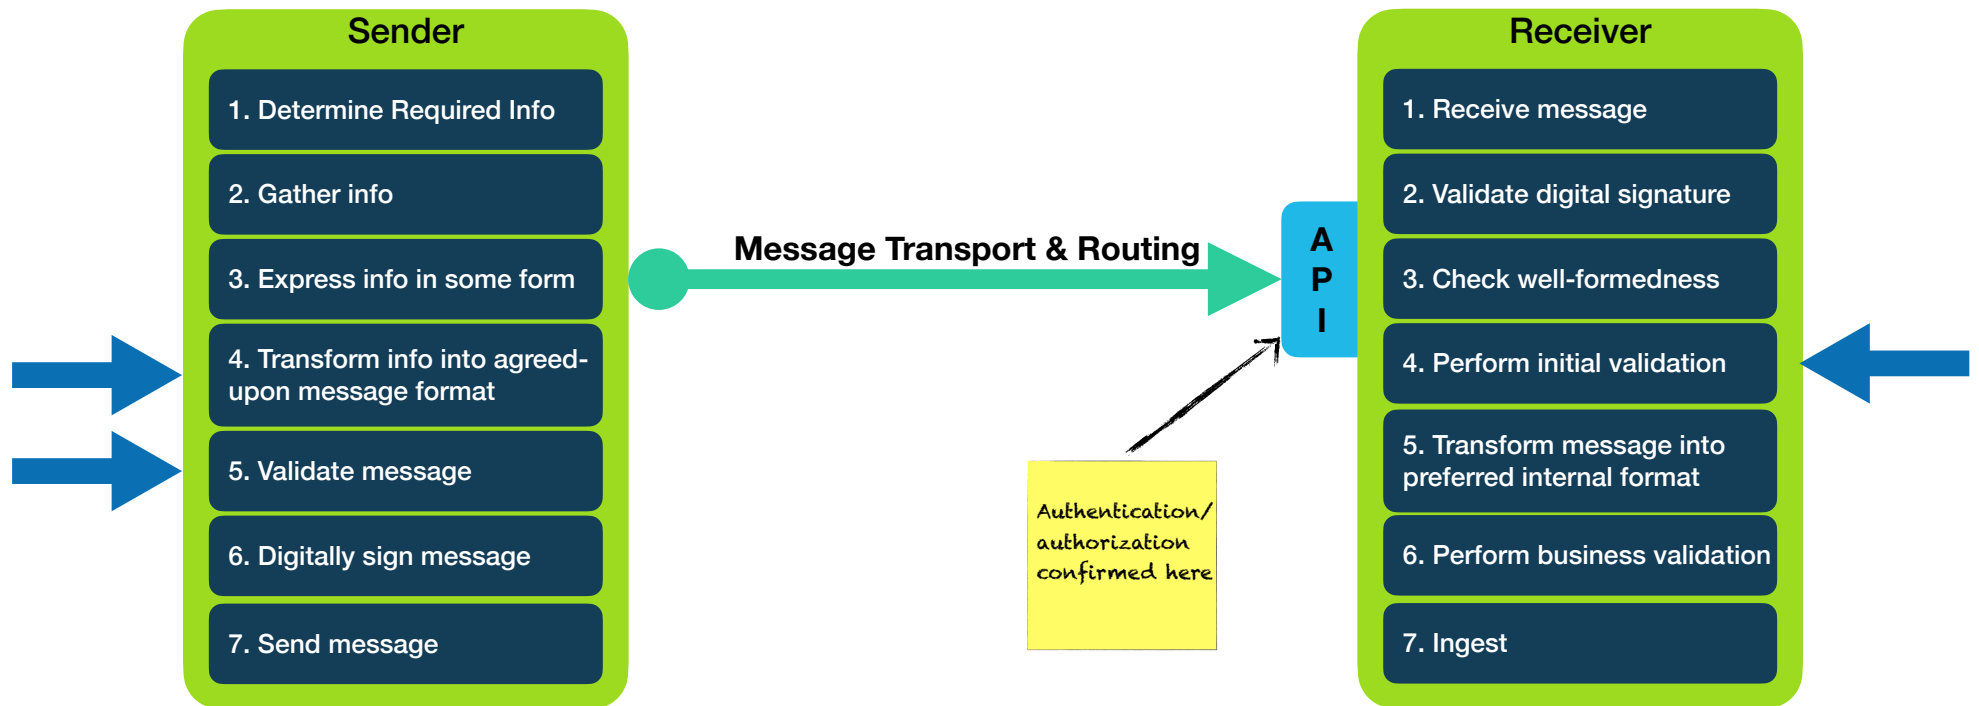 Sender
1. Determine Required Info
2. Gather info
3. Express info in some form
4. Transform info into agreed-
upon message format
5. Validate message
6. Digitally sign message
7. Send message
Message Transport & Routing
A
P
I
Authentication/
authorization
confirmed here
Receiver
1. Receive message
2. Validate digital signature
3. Check well-formedness
4. Perform initial validation
5. Transform message into
preferred internal format
6. Perform business validation
7. Ingest